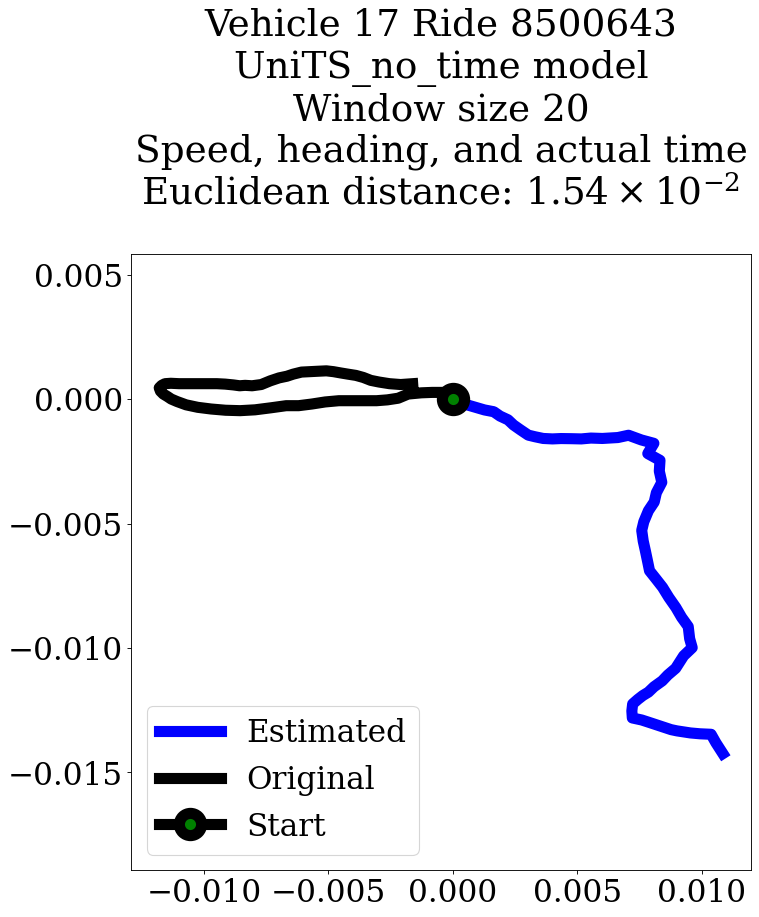 Vehicle 17 Ride 8500643
UniTS_no_time model
Window size 20
Speed, heading, and actual time
Euclidean distance: 1.54 × 10⁻²
0.005
0.000
−0.005
−0.010
−0.015
Estimated
Original
Start
−0.010 −0.005 0.000 0.005 0.010